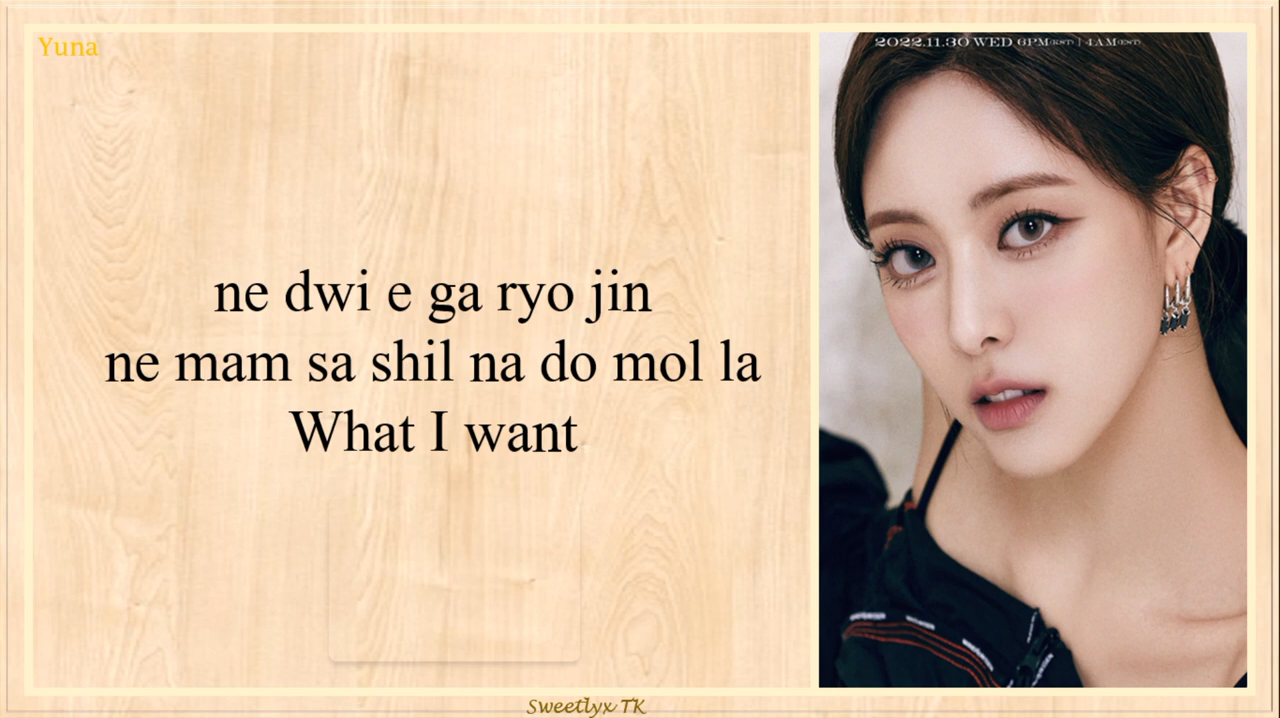 Yuna
2022.11.30 WED 6PM(KST) | 4AM(EST)
ne dwi e ga ryo jin
ne mam sa shil na do mol la
What I want
Sweetlyx TK